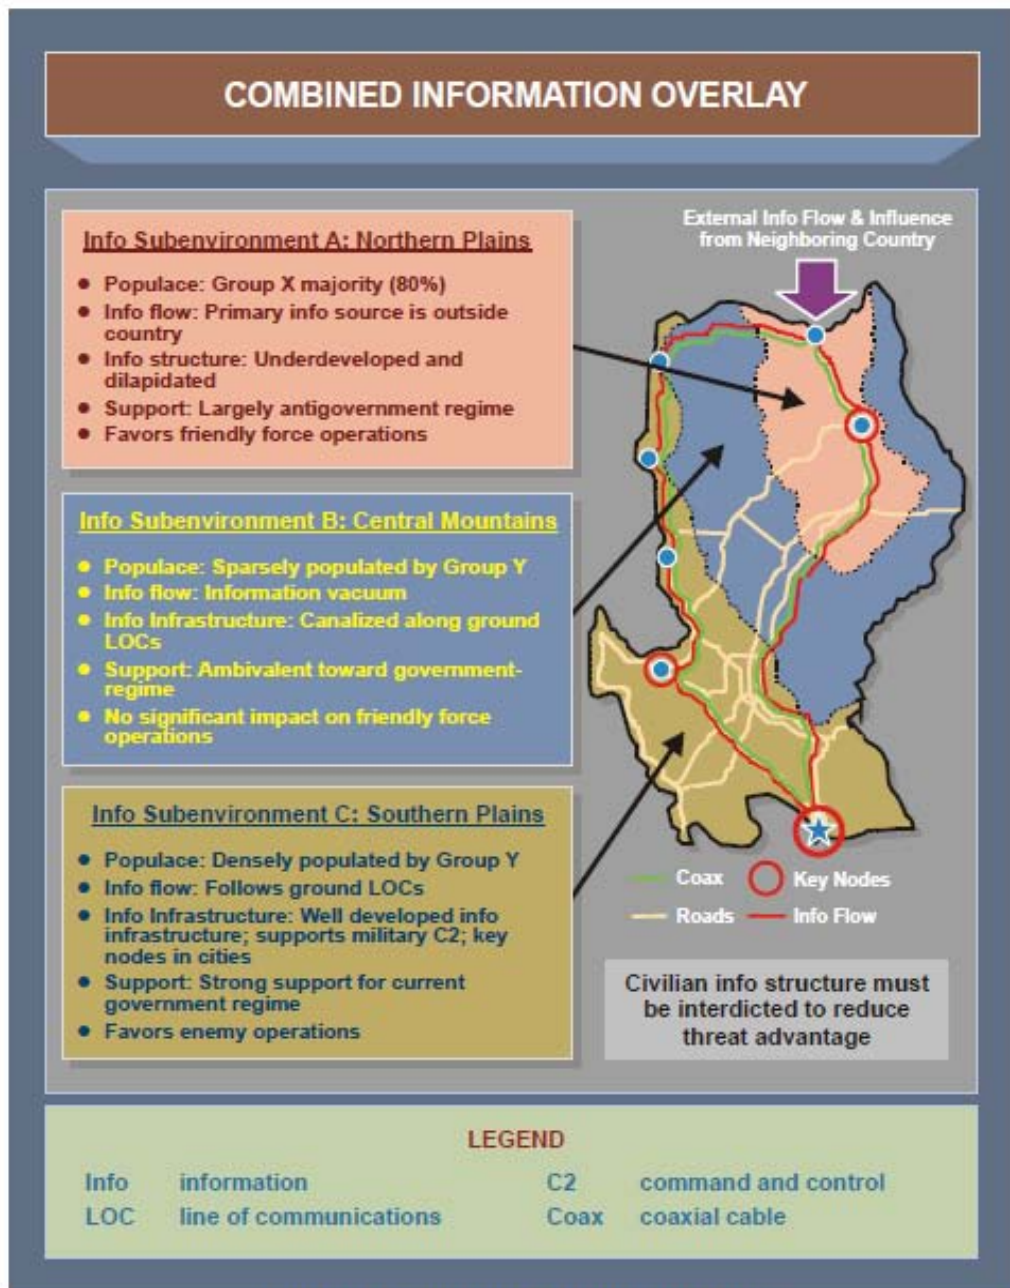 COMBINED INFORMATION OVERLAY
Info Subenvironment A: Northern Plains
● Populace: Group X majority (80%)
● Info flow: Primary info source is outside
country
● Info structure: Underdeveloped and
dilapidated
● Support: Largely antigovernment regime
● Favors friendly force operations
Info Subenvironment B: Central Mountains
● Populace: Sparsely populated by Group Y
● Info flow: Information vacuum
● Info Infrastructure: Canalized along ground
LOCs
● Support: Ambivalent toward government-
regime
● No significant impact on friendly force
operations
Info Subenvironment C: Southern Plains
● Populace: Densely populated by Group Y
● Info flow: Follows ground LOCs
● Info Infrastructure: Well developed info
infrastructure; supports military C2; key
nodes in cities
● Support: Strong support for current
government regime
● Favors enemy operations
External Info Flow & Influence
from Neighboring Country
Coax Key Nodes
Roads Info Flow
Civilian info structure must
be interdicted to reduce
threat advantage
LEGEND
Info information C2 command and control
LOC line of communications Coax coaxial cable